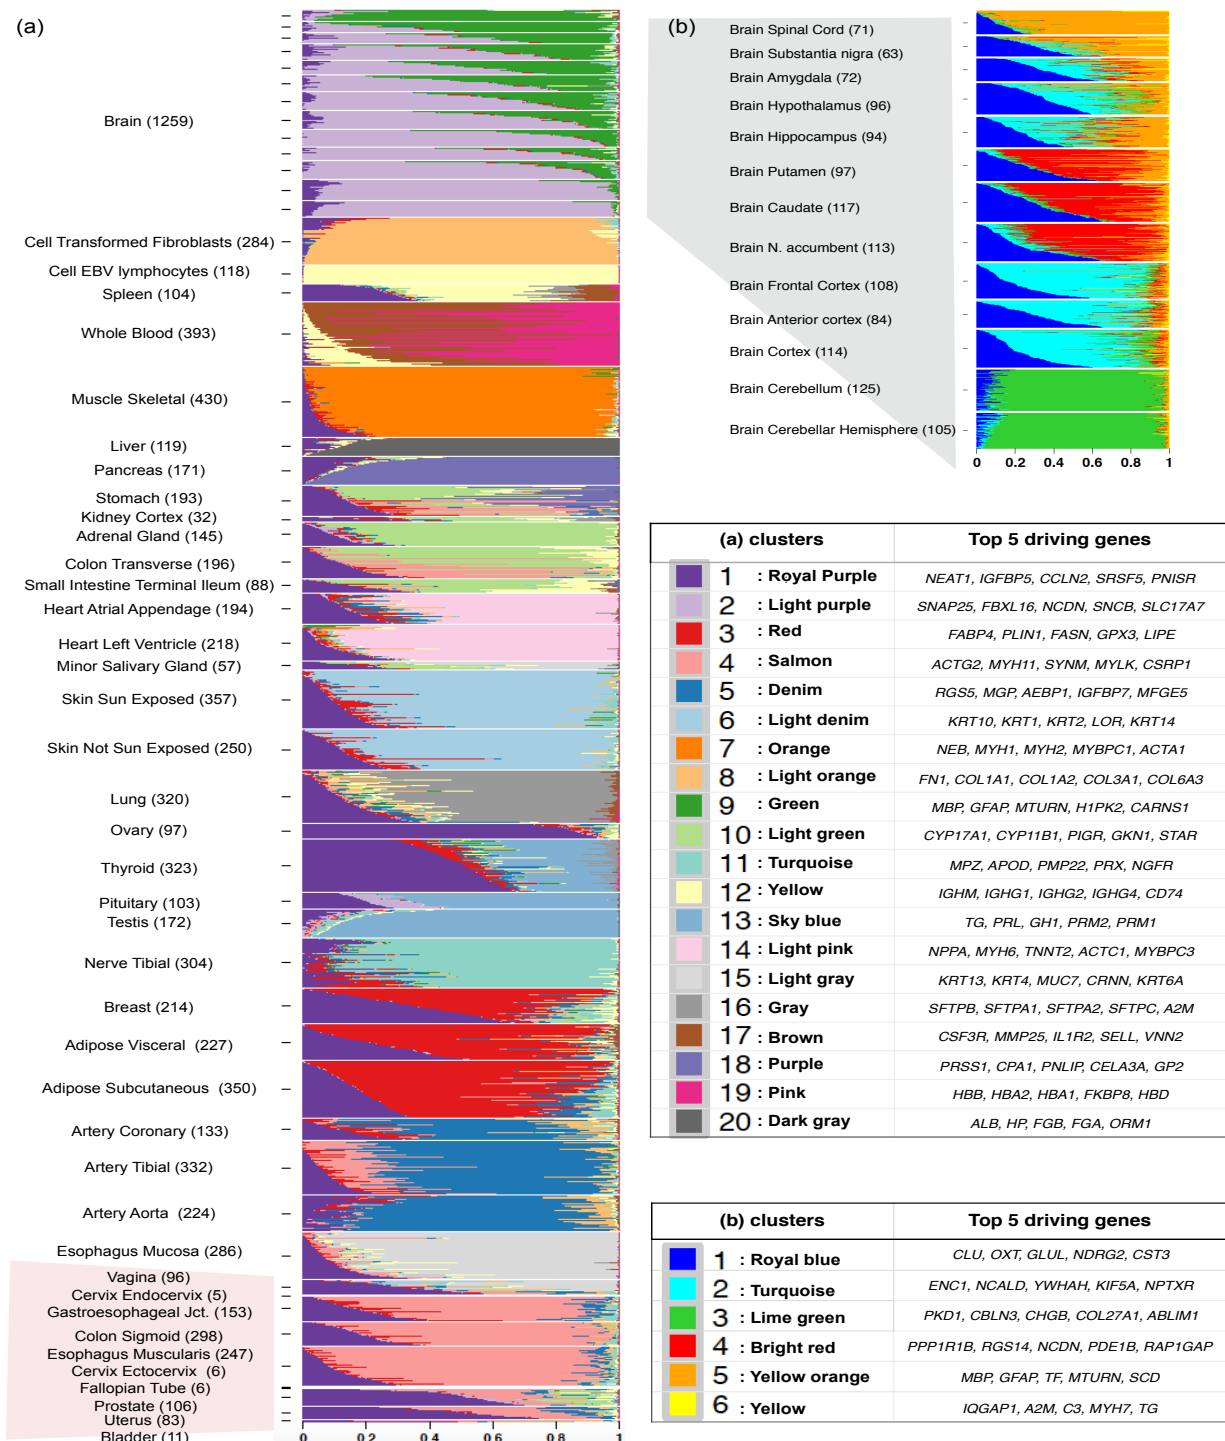 (a)
Brain (1259)
Cell Transformed Fibroblasts (284)
Cell EBV lymphocytes (118)
Spleen (104)
Whole Blood (393)
Muscle Skeletal (430)
Liver (119)
Pancreas (171)
Stomach (193)
Kidney Cortex (32)
Adrenal Gland (145)
Colon Transverse (196)
Small Intestine Terminal Ileum (88)
Heart Atrial Appendage (194)
Heart Left Ventricle (218)
Minor Salivary Gland (57)
Skin Sun Exposed (357)
Skin Not Sun Exposed (250)
Lung (320)
Ovary (97)
Thyroid (323)
Pituitary (103)
Testis (172)
Nerve Tibial (304)
Breast (214)
Adipose Visceral (227)
Adipose Subcutaneous (350)
Artery Coronary (133)
Artery Tibial (332)
Artery Aorta (224)
Esophagus Mucosa (286)
Vagina (96)
Cervix Endocervix (5)
Gastroesophageal Jct. (153)
Colon Sigmoid (298)
Esophagus Muscularis (247)
Cervix Ectocervix (6)
Fallopian Tube (6)
Prostate (106)
Uterus (83)
Bladder (11)
0 0.2 0.4 0.6 0.8 1
(b)
Brain Spinal Cord (71)
Brain Substantia nigra (63)
Brain Amygdala (72)
Brain Hypothalamus (96)
Brain Hippocampus (94)
Brain Putamen (97)
Brain Caudate (117)
Brain N. accumbent (113)
Brain Frontal Cortex (108)
Brain Anterior cortex (84)
Brain Cortex (114)
Brain Cerebellum (125)
Brain Cerebellar Hemisphere (105)
0 0.2 0.4 0.6 0.8 1
(a) clusters Top 5 driving genes
1 : Royal Purple NEAT1, IGFBP5, CCLN2, SRSF5, PNISR
2 : Light purple SNAP25, FBXL16, NCDN, SNCB, SLC17A7
3 : Red FABP4, PLIN1, FASN, GPX3, LIPE
4 : Salmon ACTG2, MYH11, SYNM, MYLK, CSRP1
5 : Denim RGS5, MGP, AEBP1, IGFBP7, MFGE5
6 : Light denim KRT10, KRT1, KRT2, LOR, KRT14
7 : Orange NEB, MYH1, MYH2, MYBPC1, ACTA1
8 : Light orange FN1, COL1A1, COL1A2, COL3A1, COL6A3
9 : Green MBP, GFAP, MTURN, H1PK2, CARNS1
10 : Light green CYP17A1, CYP11B1, PIGR, GKN1, STAR
11 : Turquoise MPZ, APOD, PMP22, PRX, NGFR
12 : Yellow IGHM, IGHG1, IGHG2, IGHG4, CD74
13 : Sky blue TG, PRL, GH1, PRM2, PRM1
14 : Light pink NPPA, MYH6, TNNT2, ACTC1, MYBPC3
15 : Light gray KRT13, KRT4, MUC7, CRNN, KRT6A
16 : Gray SFTPB, SFTPA1, SFTPA2, SFTPC, A2M
17 : Brown CSF3R, MMP25, IL1R2, SELL, VNN2
18 : Purple PRSS1, CPA1, PNLIP, CELA3A, GP2
19 : Pink HBB, HBA2, HBA1, FKBP8, HBD
20 : Dark gray ALB, HP, FGB, FGA, ORM1
(b) clusters Top 5 driving genes
1 : Royal blue CLU, OXT, GLUL, NDRG2, CST3
2 : Turquoise ENC1, NCALD, YWHAH, KIF5A, NPTXR
3 : Lime green PKD1, CBLN3, CHGB, COL27A1, ABLIM1
4 : Bright red PPP1R1B, RGS14, NCDN, PDE1B, RAP1GAP
5 : Yellow orange MBP, GFAP, TF, MTURN, SCD
6 : Yellow IQGAP1, A2M, C3, MYH7, TG